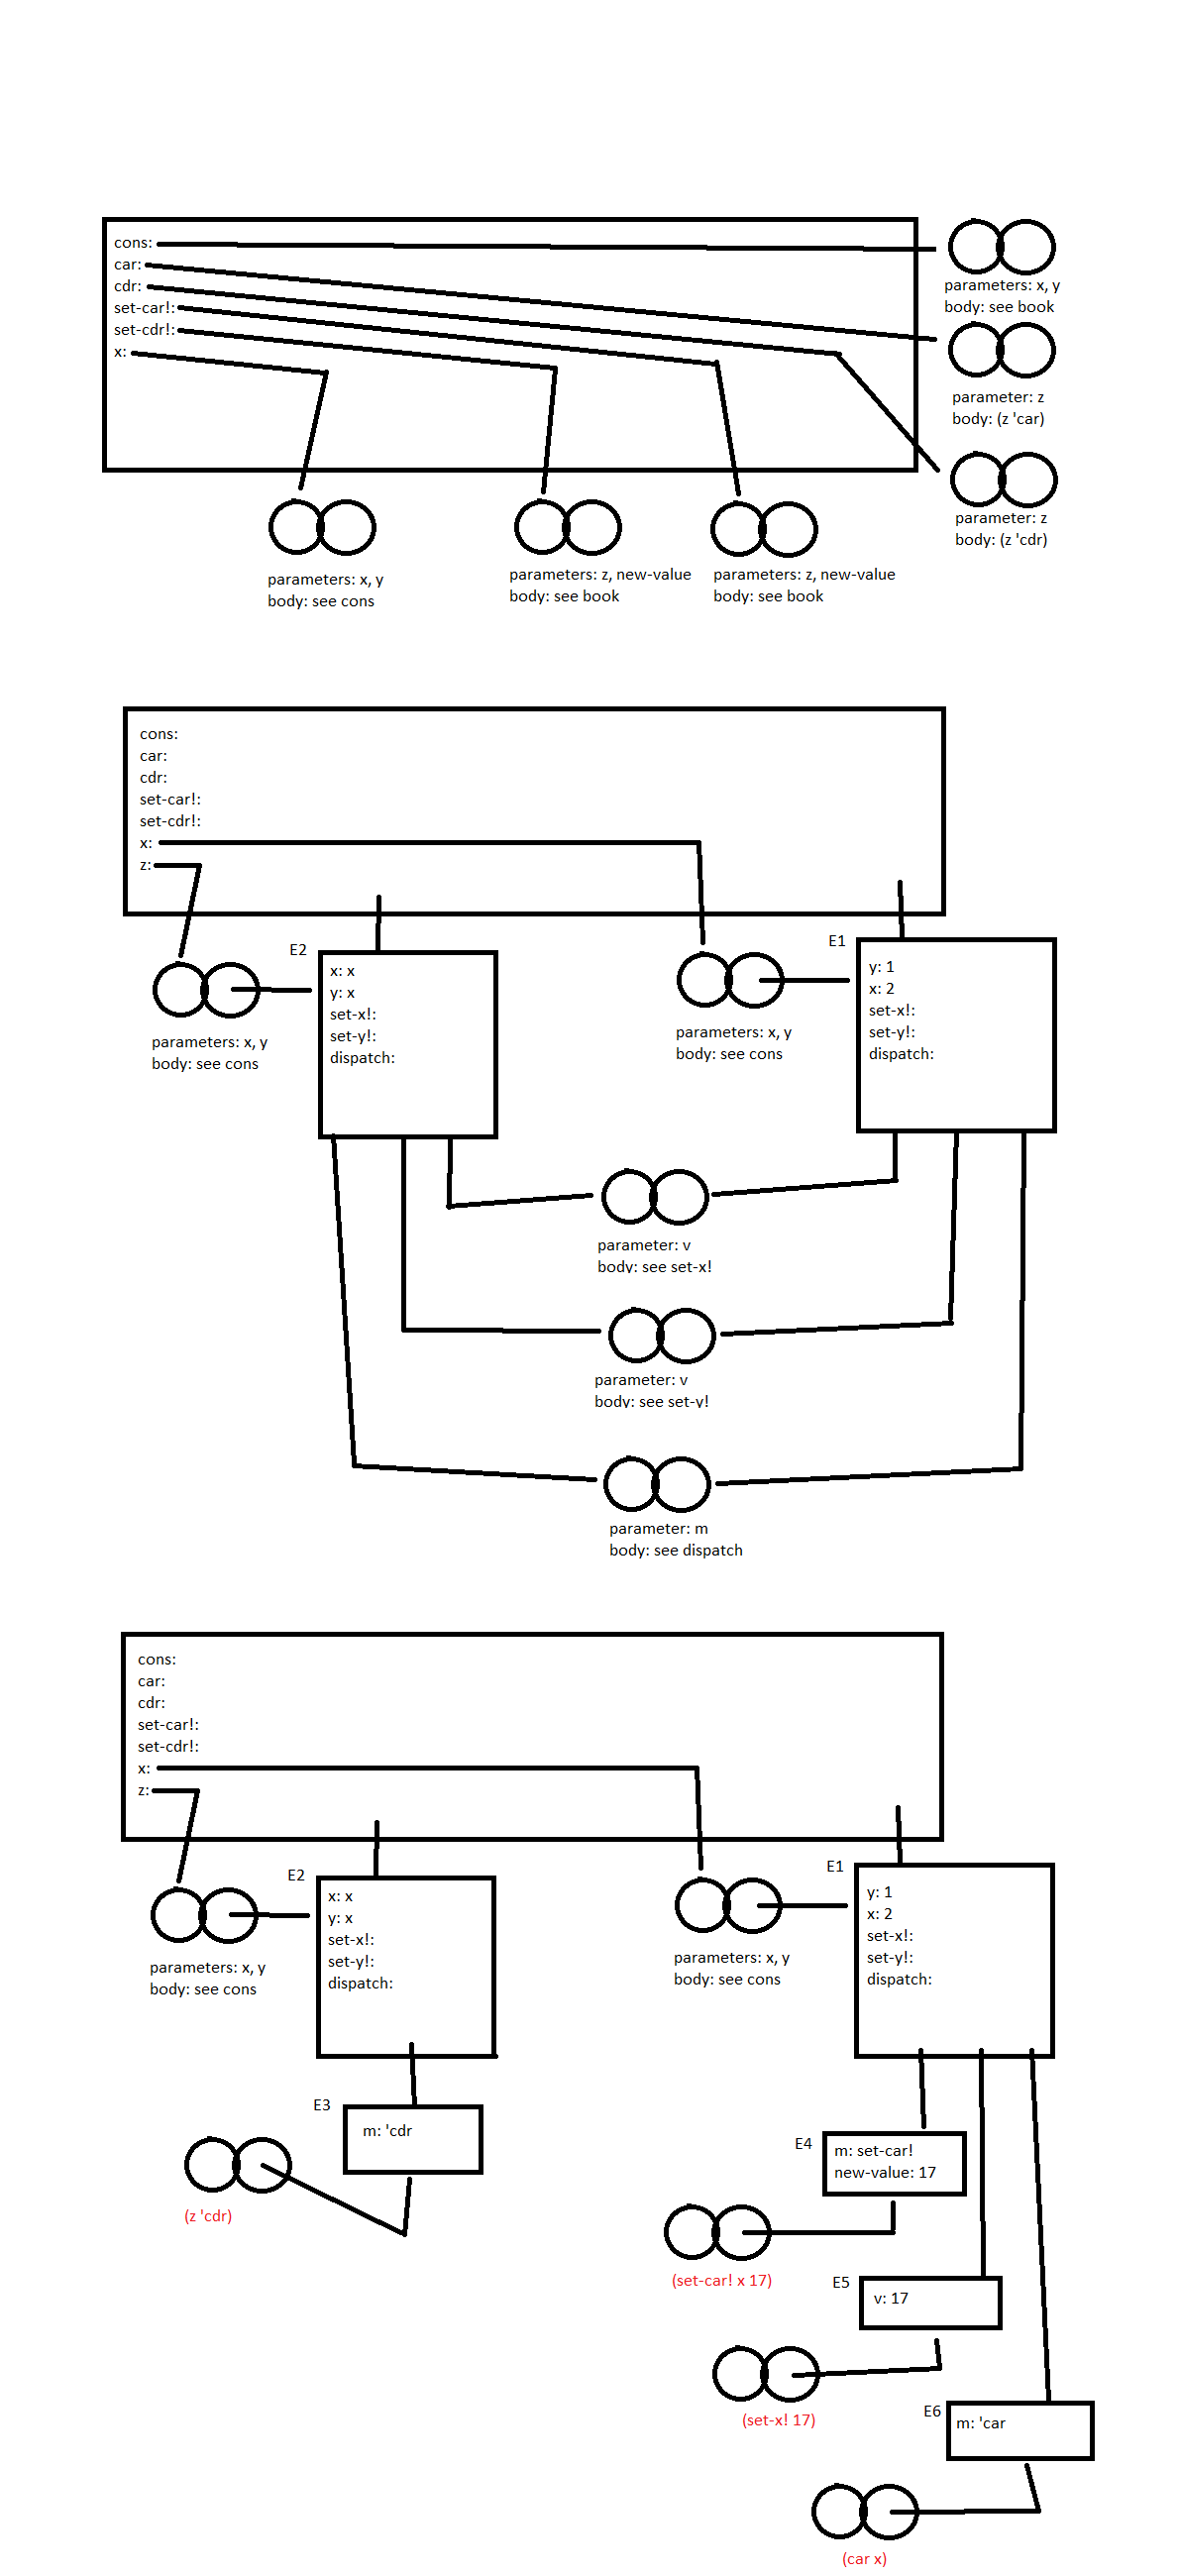 cons:
car:
cdr:
set-car!:
set-cdr!:
x:
parameters: x, y
body: see book
parameter: z
body: (z 'car)
parameter: z
body: (z 'cdr)
parameters: x, y
body: see cons
parameters: z, new-value
body: see book
parameters: z, new-value
body: see book
cons:
car:
cdr:
set-car!:
set-cdr!:
x:
z:
E2
x: x
y: x
set-x!:
set-y!:
dispatch:
E1
y: 1
x: 2
set-x!:
set-y!:
dispatch:
parameters: x, y
body: see cons
parameters: x, y
body: see cons
parameter: v
body: see set-x!
parameter: v
body: see set-y!
parameter: m
body: see dispatch
cons:
car:
cdr:
set-car!:
set-cdr!:
x:
z:
E2
x: x
y: x
set-x!:
set-y!:
dispatch:
E1
y: 1
x: 2
set-x!:
set-y!:
dispatch:
parameters: x, y
body: see cons
parameters: x, y
body: see cons
E3
m: 'cdr
(z 'cdr)
E4
m: set-car!
new-value: 17
(set-car! x 17)
E5
v: 17
(set-x! 17)
E6
m: 'car
(car x)